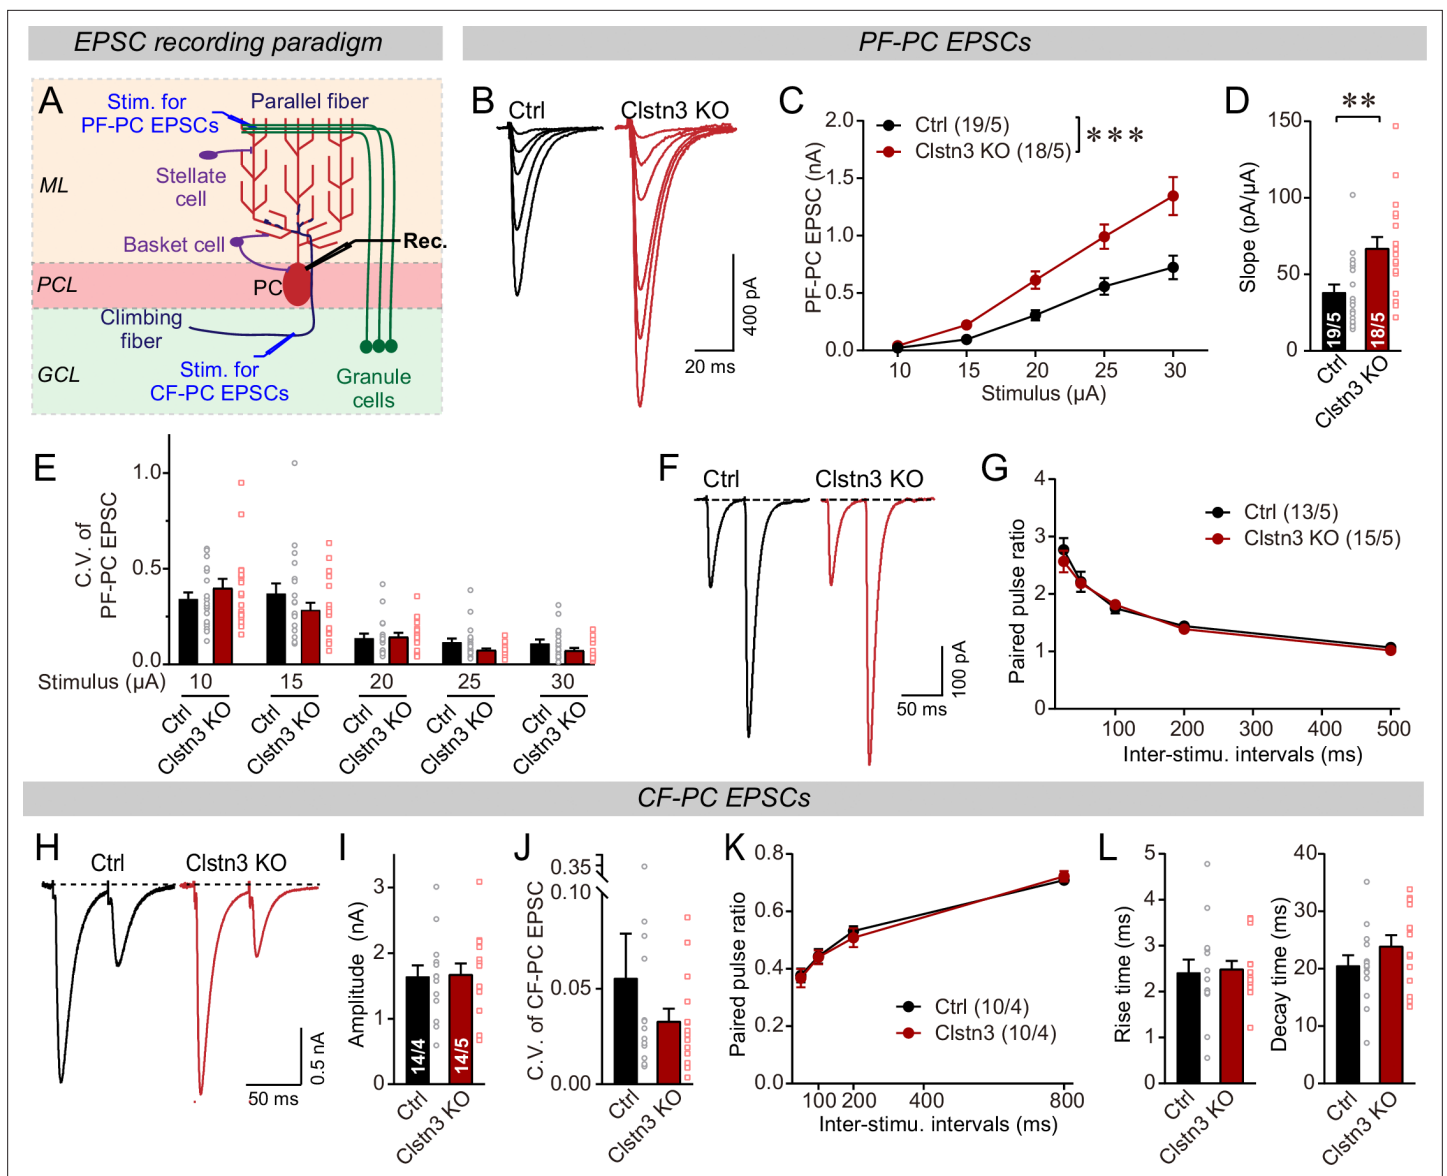 EPSC recording paradigm
PF-PC EPSCs
A
Stim. for
PF-PC EPSCs
Parallel fiber
ML
Stellate
cell
Basket cell
Rec.
PCL
PC
Climbing
fiber
GCL
Stim. for
CF-PC EPSCs
Granule
cells
B
Ctrl
Clstn3 KO
400 pA
20 ms
C
PF-PC EPSC (nA)
2.0
1.5
1.0
0.5
0.0
Ctrl (19/5)
Clstn3 KO (18/5)
***
10 15 20 25 30
Stimulus (µA)
D
**
Slope (pA/µA)
150
100
50
0
19/5
18/5
Ctrl
Clstn3 KO
E
C.V. of
PF-PC EPSC
1.0
0.5
0.0
Stimulus (µA) 10 15 20 25 30
Ctrl
Clstn3 KO
Ctrl
Clstn3 KO
Ctrl
Clstn3 KO
Ctrl
Clstn3 KO
Ctrl
Clstn3 KO
F
Ctrl
Clstn3 KO
100 pA
50 ms
G
Paired pulse ratio
4
3
2
1
0
Ctrl (13/5)
Clstn3 KO (15/5)
100 200 300 400 500
Inter-stimu. intervals (ms)
CF-PC EPSCs
H
Ctrl
Clstn3 KO
0.5 nA
50 ms
I
Amplitude (nA)
3
2
1
0
14/4
14/5
Ctrl
Clstn3 KO
J
C.V. of CF-PC EPSC
0.35
0.10
0.05
0.00
Ctrl
Clstn3 KO
K
Paired pulse ratio
0.8
0.6
0.4
0.2
0.0
Ctrl (10/4)
Clstn3 (10/4)
100 200 400 800
Inter-stimu. intervals (ms)
L
Rise time (ms)
5
4
3
2
1
0
Ctrl
Clstn3 KO
Decay time (ms)
40
30
20
10
0
Ctrl
Clstn3 KO